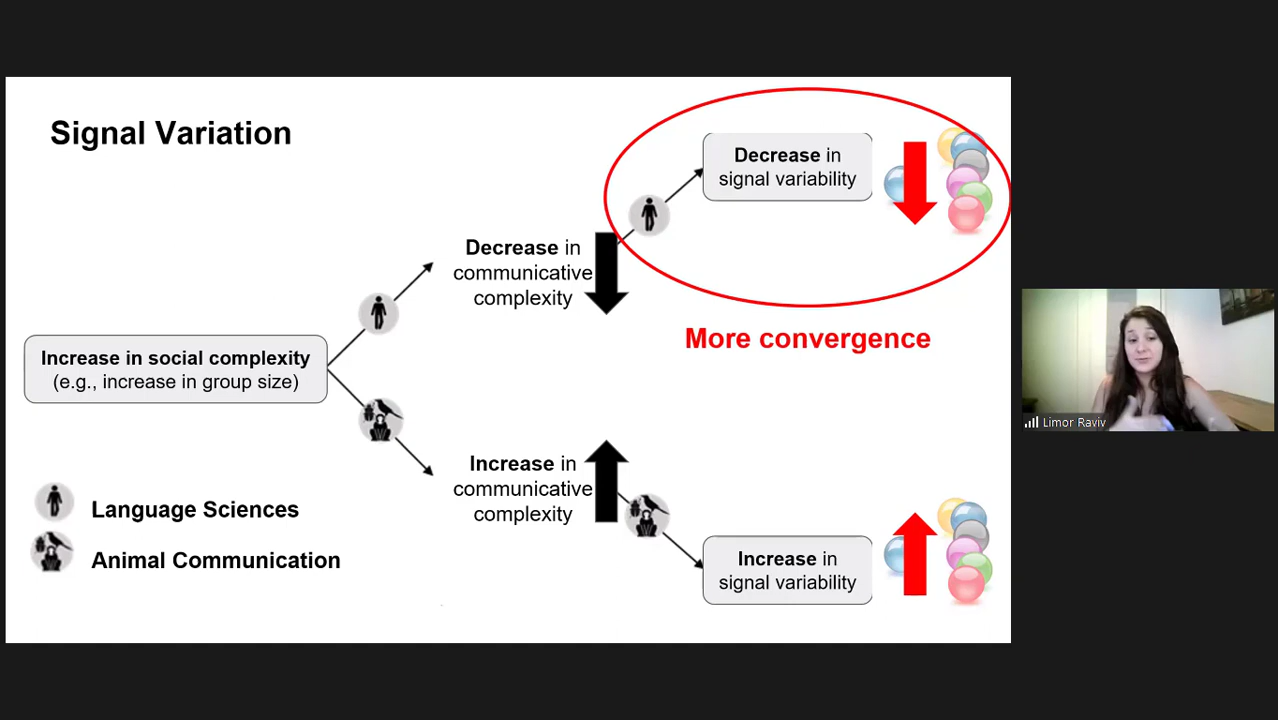 Signal Variation
Decrease in
signal variability
Decrease in
communicative
complexity
More convergence
Increase in social complexity
(e.g., increase in group size)
Increase in
communicative
complexity
Language Sciences
Animal Communication
Increase in
signal variability
Limor Raviv